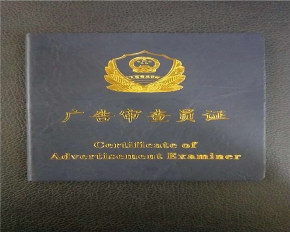 广告审查员证
Certificate of
Advertisement Examiner